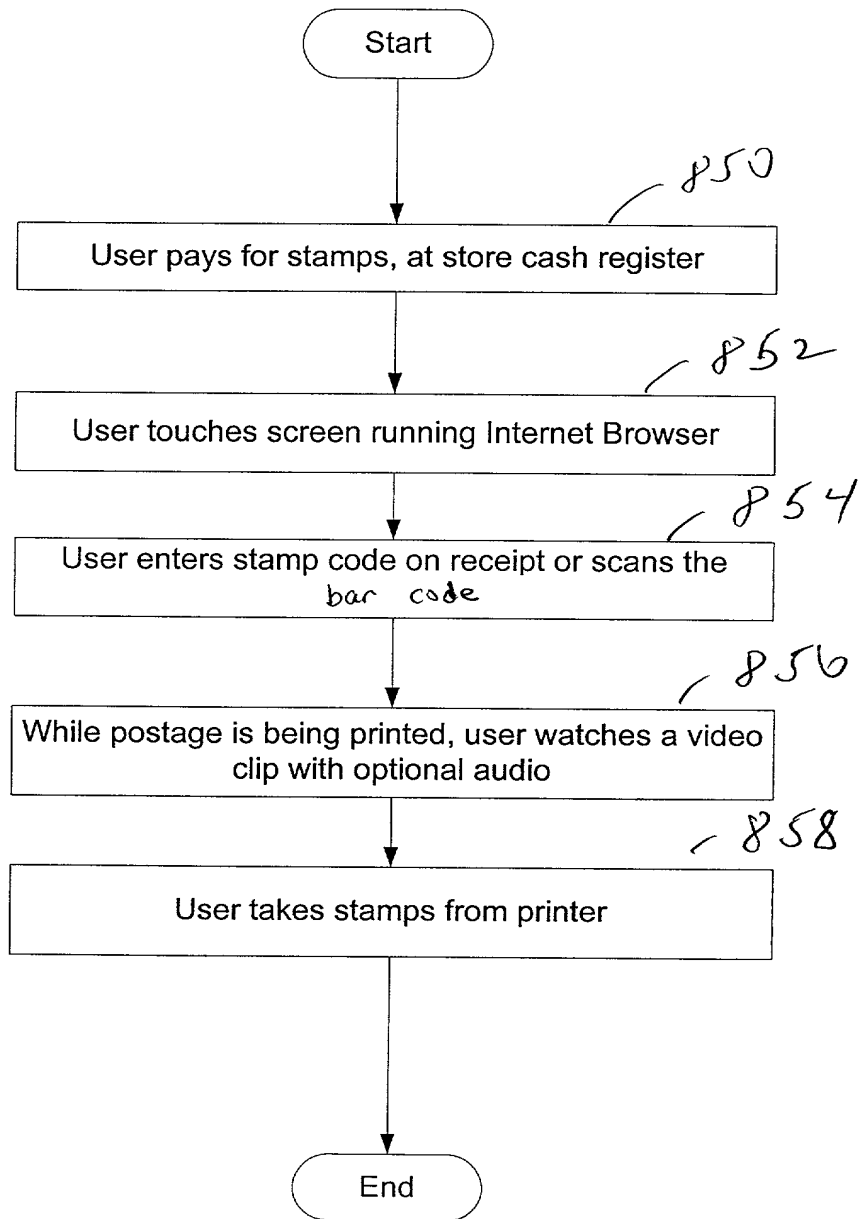 Start
850
User pays for stamps, at store cash register
852
User touches screen running Internet Browser
854
User enters stamp code on receipt or scans the
bar code
856
While postage is being printed, user watches a video
clip with optional audio
858
User takes stamps from printer
End